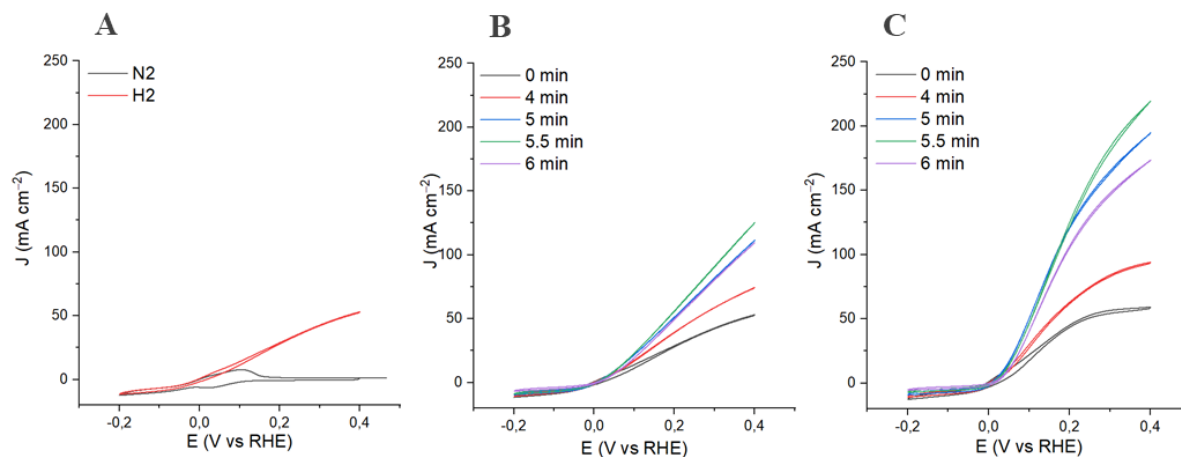 A
250
200
150
100
50
0
J (mA cm⁻²)
N2
H2
-0,2
0,0
0,2
0,4
E (V vs RHE)
B
250
200
150
100
50
0
J (mA cm⁻²)
0 min
4 min
5 min
5.5 min
6 min
-0,2
0,0
0,2
0,4
E (V vs RHE)
C
250
200
150
100
50
0
J (mA cm⁻²)
0 min
4 min
5 min
5.5 min
6 min
-0,2
0,0
0,2
0,4
E (V vs RHE)